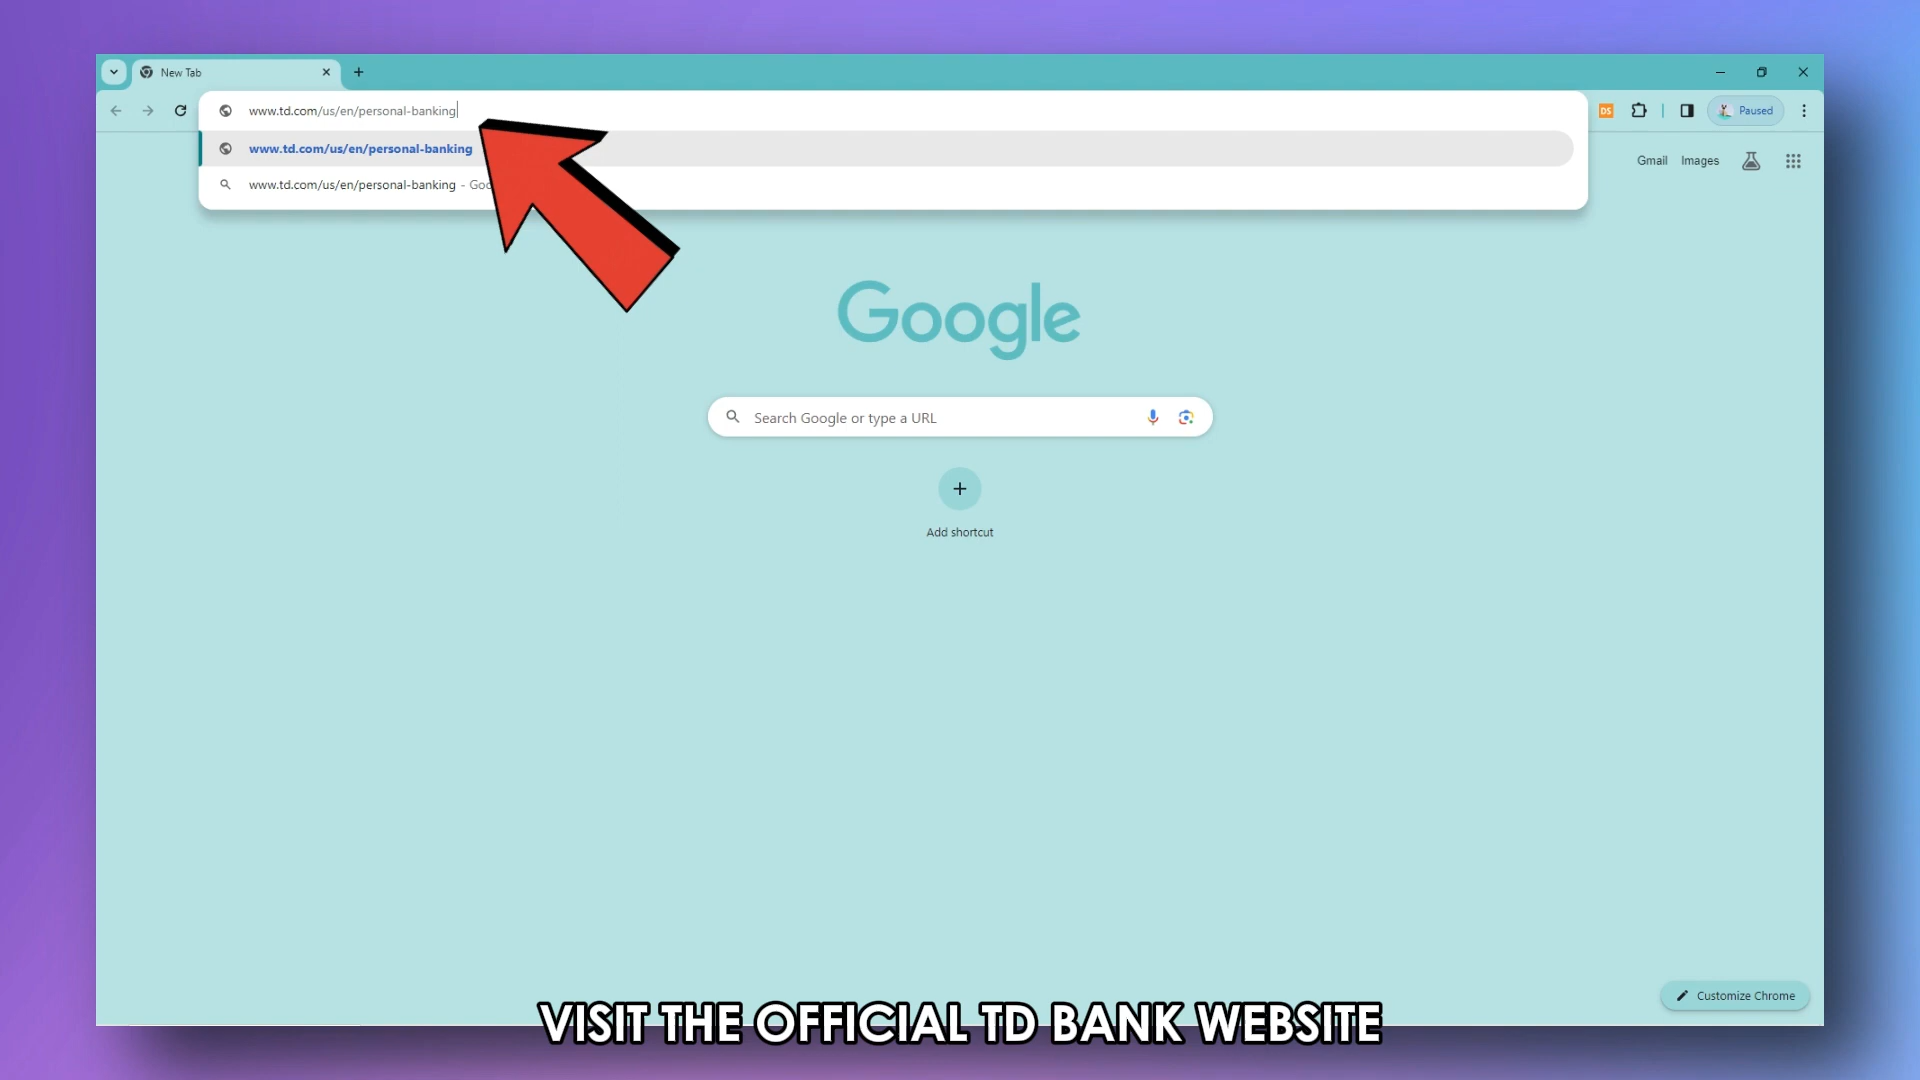 New Tab
www.td.com/us/en/personal-banking
DS
Paused
www.td.com/us/en/personal-banking
www.td.com/us/en/personal-banking - Goo
Gmail
Images
Google
Search Google or type a URL
Add shortcut
Customize Chrome
VISIT THE OFFICIAL TD BANK WEBSITE